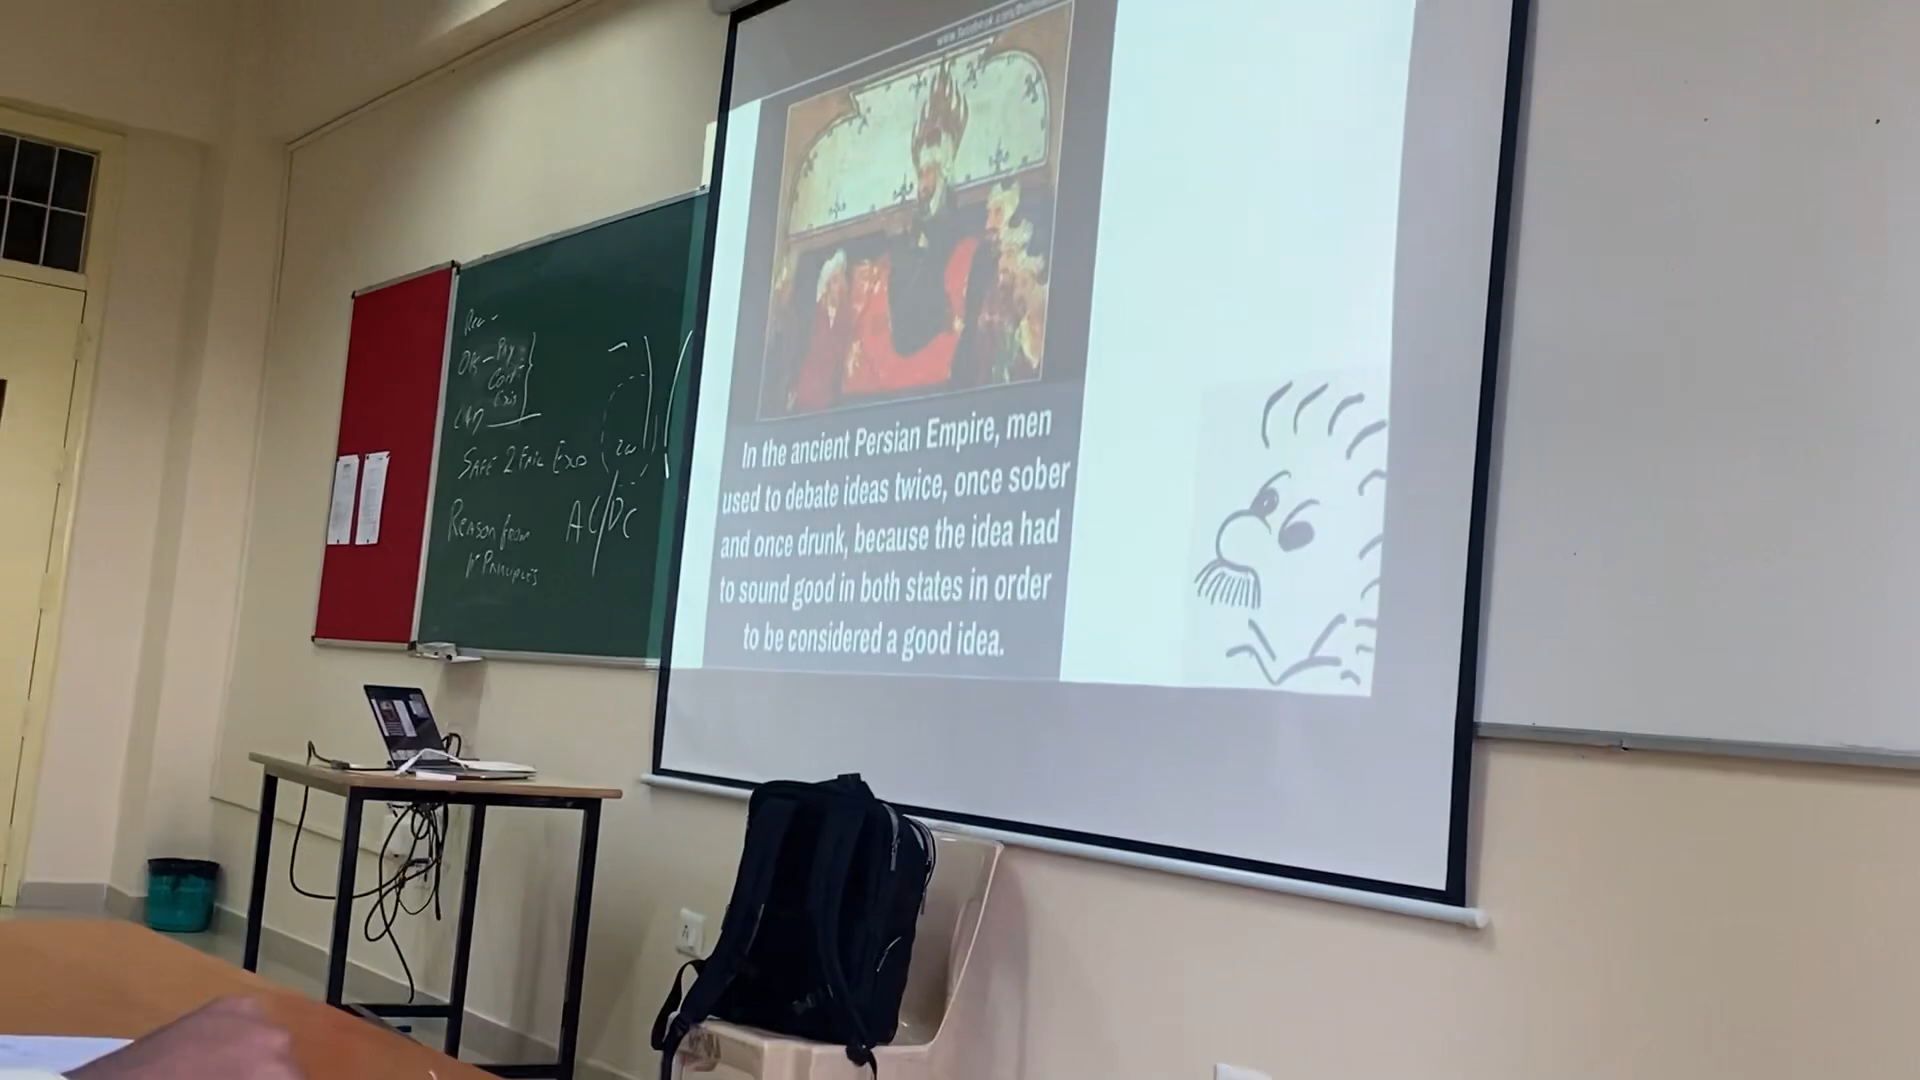 In the ancient Persian Empire, men
used to debate ideas twice, once sober
and once drunk, because the idea had
to sound good in both states in order
to be considered a good idea.
SAFE 2 FAIL EXP
REASON FROM
1st PRINCIPLES
AC/DC